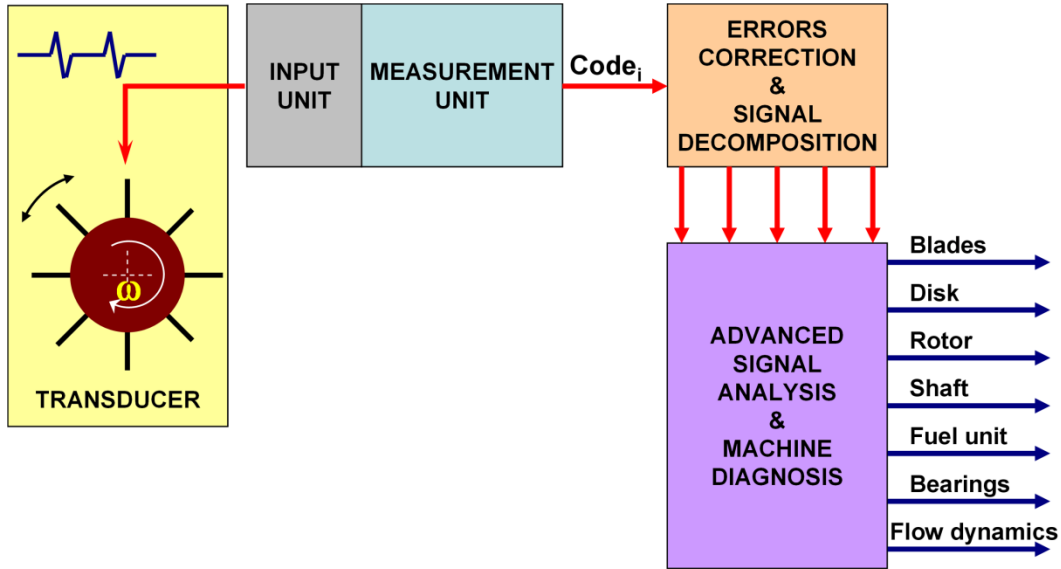 ω
TRANSDUCER
INPUT
UNIT
MEASUREMENT
UNIT
Codeᵢ
ERRORS
CORRECTION
&
SIGNAL
DECOMPOSITION
ADVANCED
SIGNAL
ANALYSIS
&
MACHINE
DIAGNOSIS
Blades
Disk
Rotor
Shaft
Fuel unit
Bearings
Flow dynamics